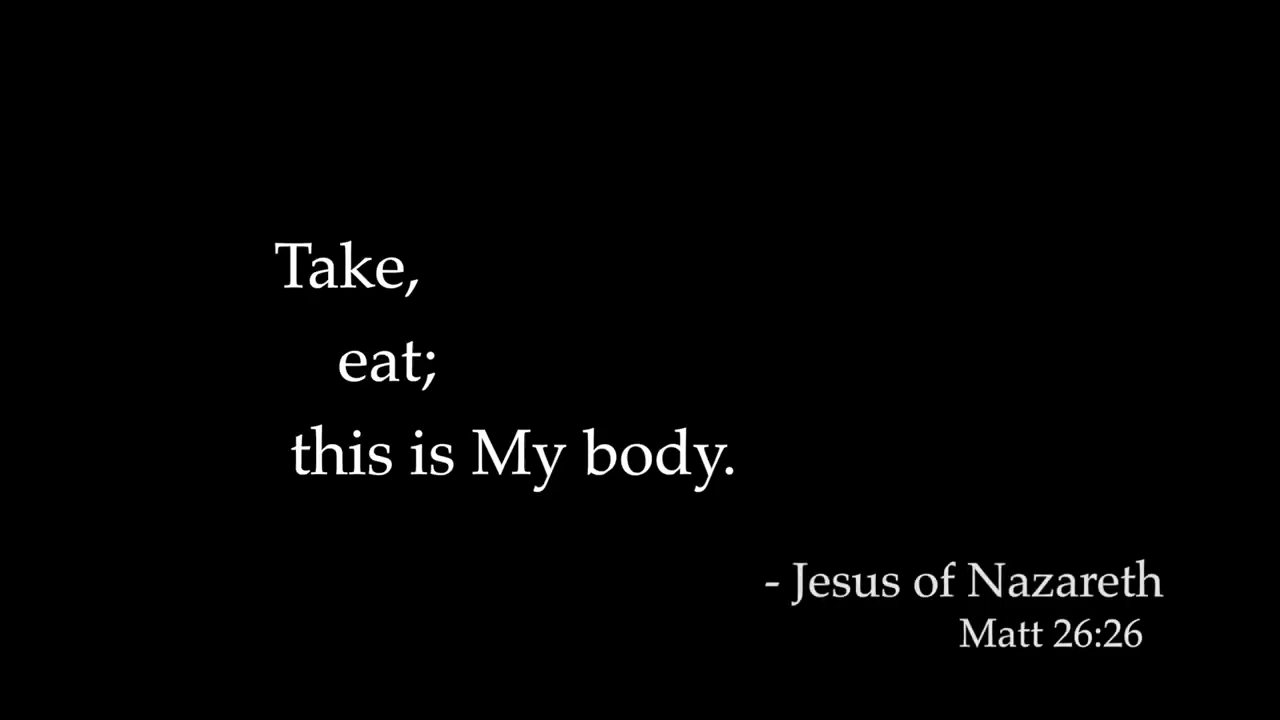 Take,
eat;
this is My body.
- Jesus of Nazareth
Matt 26:26